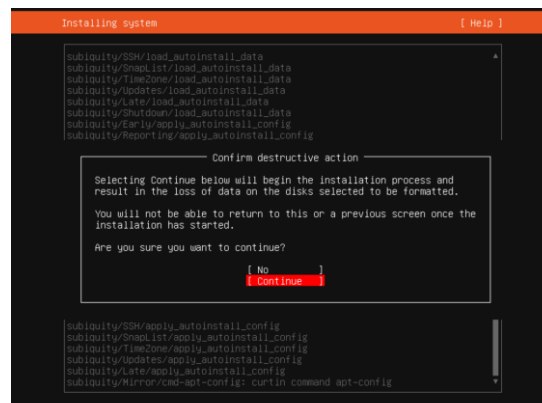 Installing system [ Help ]
subiquity/SSH/load_autoinstall_data
subiquity/SnapList/load_autoinstall_data
subiquity/TimeZone/load_autoinstall_data
subiquity/Updates/load_autoinstall_data
subiquity/Late/load_autoinstall_data
subiquity/Shutdown/load_autoinstall_data
subiquity/Early/apply_autoinstall_config
subiquity/Reporting/apply_autoinstall_config
Confirm destructive action
Selecting Continue below will begin the installation process and
result in the loss of data on the disks selected to be formatted.
You will not be able to return to this or a previous screen once the
installation has started.
Are you sure you want to continue?
[ No ]
[ Continue ]
subiquity/SSH/apply_autoinstall_config
subiquity/SnapList/apply_autoinstall_config
subiquity/TimeZone/apply_autoinstall_config
subiquity/Updates/apply_autoinstall_config
subiquity/Late/apply_autoinstall_config
subiquity/Mirror/cmd-apt-config: curtin command apt-config